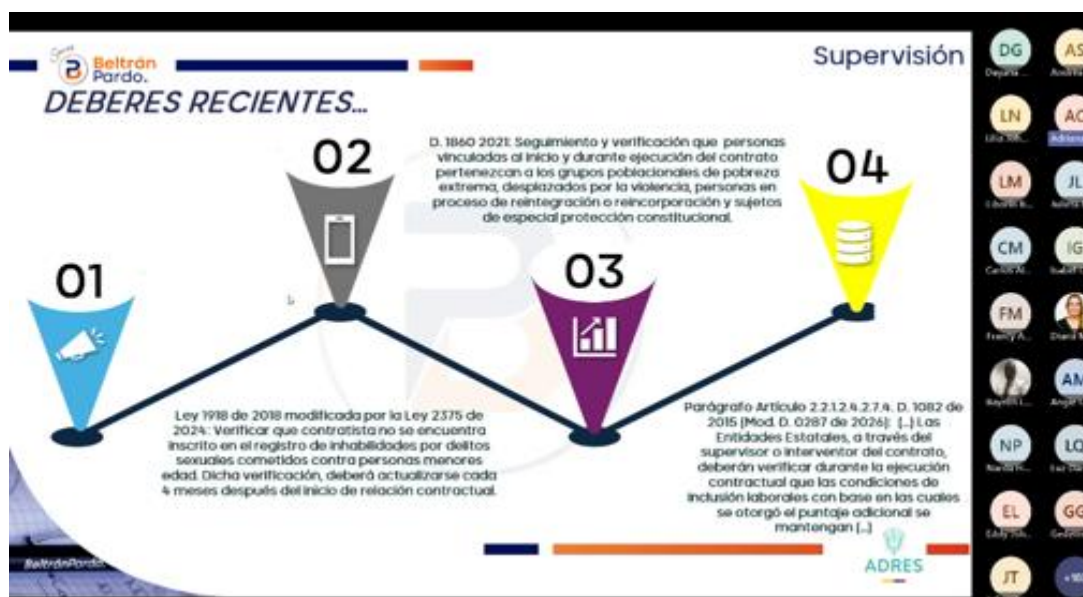 Somos
Beltrán
Pardo.
Supervisión
DEBERES RECIENTES...
01
02
D. 1860 2021: Seguimiento y verificación que personas
vinculadas al inicio y durante ejecución del contrato
pertenezcan a los grupos poblacionales de pobreza
extrema, desplazados por la violencia, personas en
proceso de reintegración o reincorporación y sujetos
de especial protección constitucional.
03
04
Ley 1918 de 2018 modificada por la Ley 2375 de
2024: Verificar que contratista no se encuentra
inscrito en el registro de inhabilidades por delitos
sexuales cometidos contra personas menores
edad. Dicha verificación, deberá actualizarse cada
4 meses después del inicio de relación contractual.
Parágrafo Artículo 2.2.1.2.4.2.7.4. D. 1082 de
2015 (Mod. D. 0287 de 2026): (...) Las
Entidades Estatales, a través del
supervisor o interventor del contrato,
deberán verificar durante la ejecución
contractual que las condiciones de
inclusión laborales con base en las cuales
se otorgó el puntaje adicional se
mantengan (...)
BeltránPardo.
ADRES
DG
AS
LN
AC
LM
JL
CM
IG
FM
AM
NP
LQ
EL
GG
JT